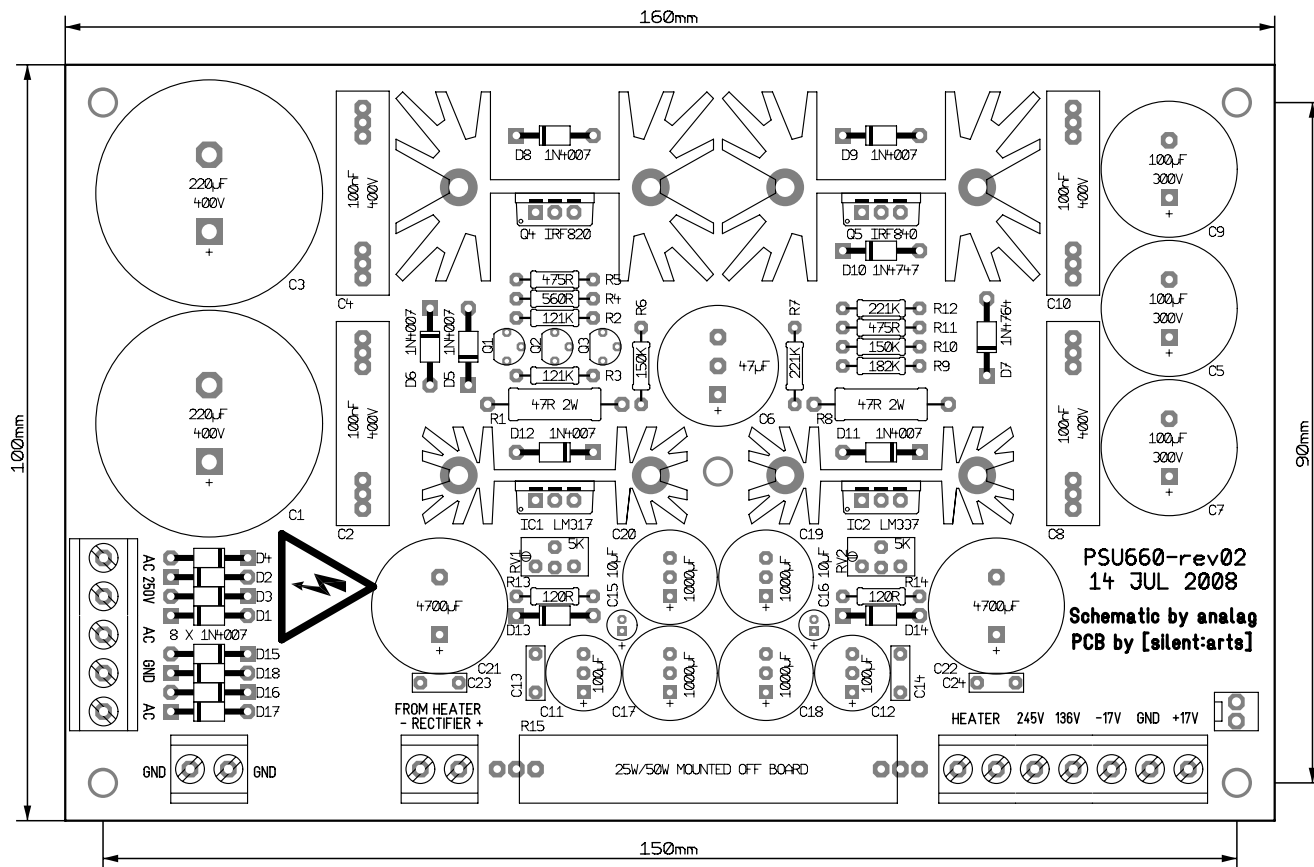 160mm
100mm
90mm
150mm
220µF
400V
+
C3
220µF
400V
+
C1
100nF
400V
C4
100nF
400V
C2
D8 1N4007
Q4 IRF820
D9 1N4007
Q5 IRF840
D10 1N4747
100nF
400V
C10
100nF
400V
C8
100µF
300V
+
C9
100µF
300V
+
C5
100µF
300V
+
C7
1N4007
D6
1N4007
D5
475R R5
560R R4
121K R2
Q1 Q2 Q3
121K R3
R6
150K
47R 2W
R1
47µF
+
C6
R7
221K
221K R12
475R R11
150K R10
182K R9
1N4764
D7
47R 2W
R8
D12 1N4007
IC1 LM317
C20
D11 1N4007
IC2 LM337
C19
AC 250V
AC
GND
AC
D4
D2
D3
D1
8 X 1N4007
D15
D18
D16
D17
4700µF
+
C21
C23
RV1
5K
R13
120R
D13
C15 10µF
+
1000µF
+
1000µF
+
C16 10µF
+
RV2
5K
R14
120R
D14
4700µF
+
C22
C24
C13
100µF
+
C11
1000µF
+
C17
1000µF
+
C18
100µF
+
C12
C14
PSU660-rev02
14 JUL 2008
Schematic by analag
PCB by [silent:arts]
GND GND
FROM HEATER
- RECTIFIER +
R15
25W/50W MOUNTED OFF BOARD
HEATER 245V 136V -17V GND +17V